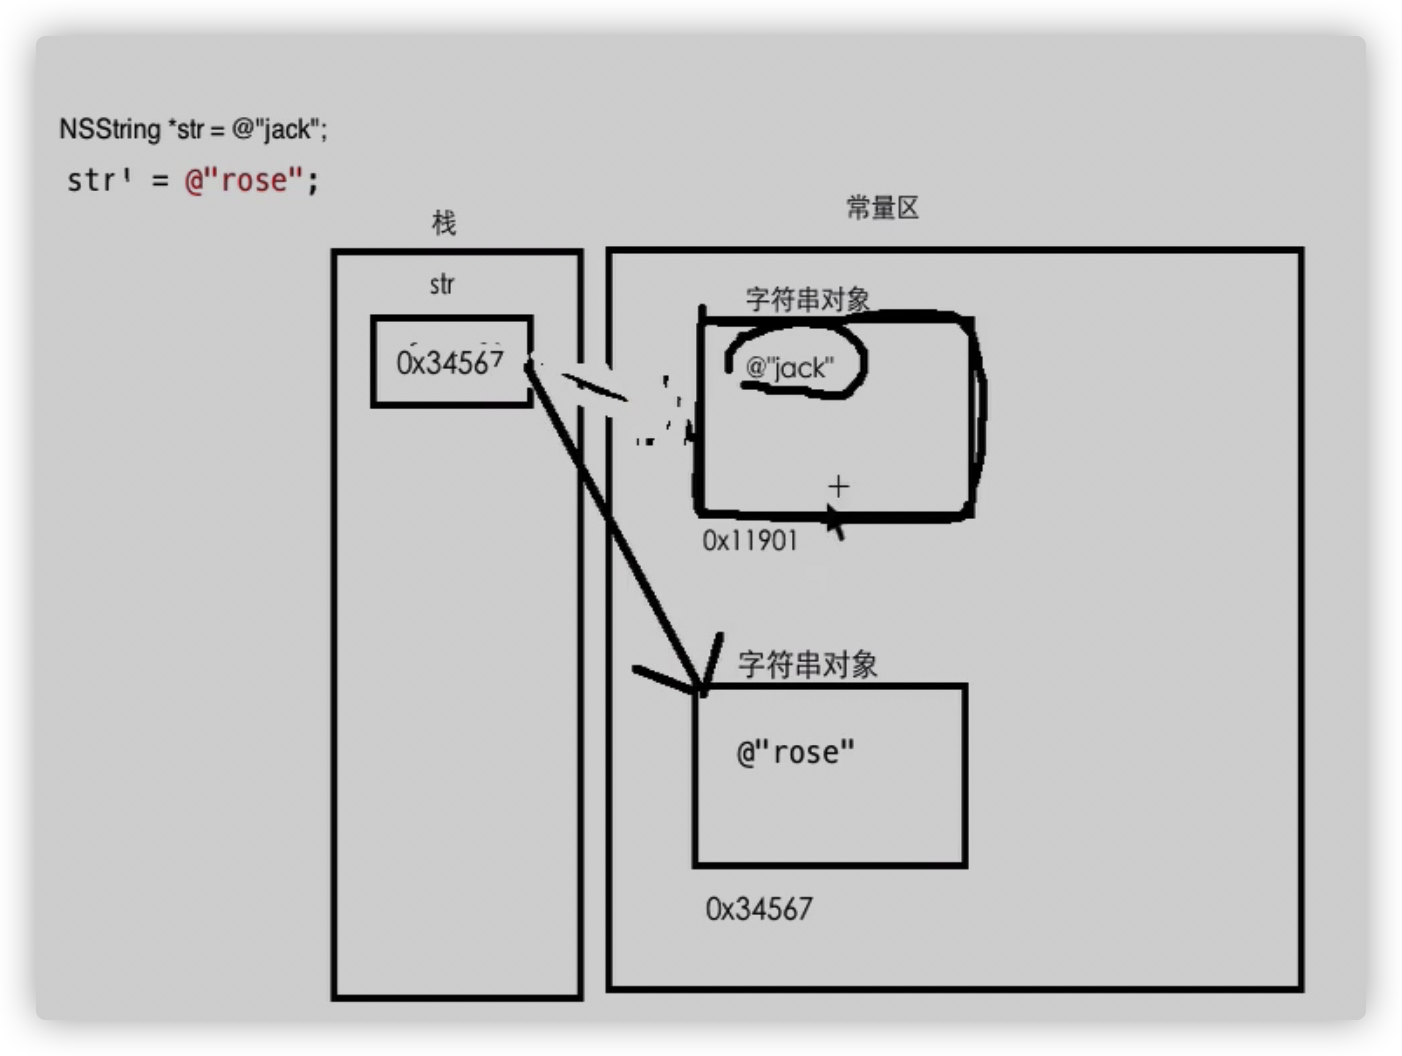 NSString *str = @"jack";
str' = @"rose";
栈
常量区
str
字符串对象
0x34567
@"jack"
0x11901
字符串对象
@"rose"
0x34567